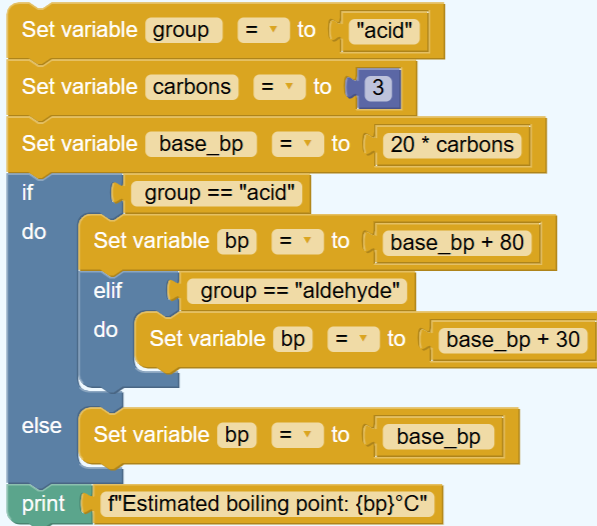 Set variable group = to "acid"
Set variable carbons = to 3
Set variable base_bp = to 20 * carbons
if group == "acid"
do Set variable bp = to base_bp + 80
elif group == "aldehyde"
do Set variable bp = to base_bp + 30
else Set variable bp = to base_bp
print f"Estimated boiling point: {bp}°C"